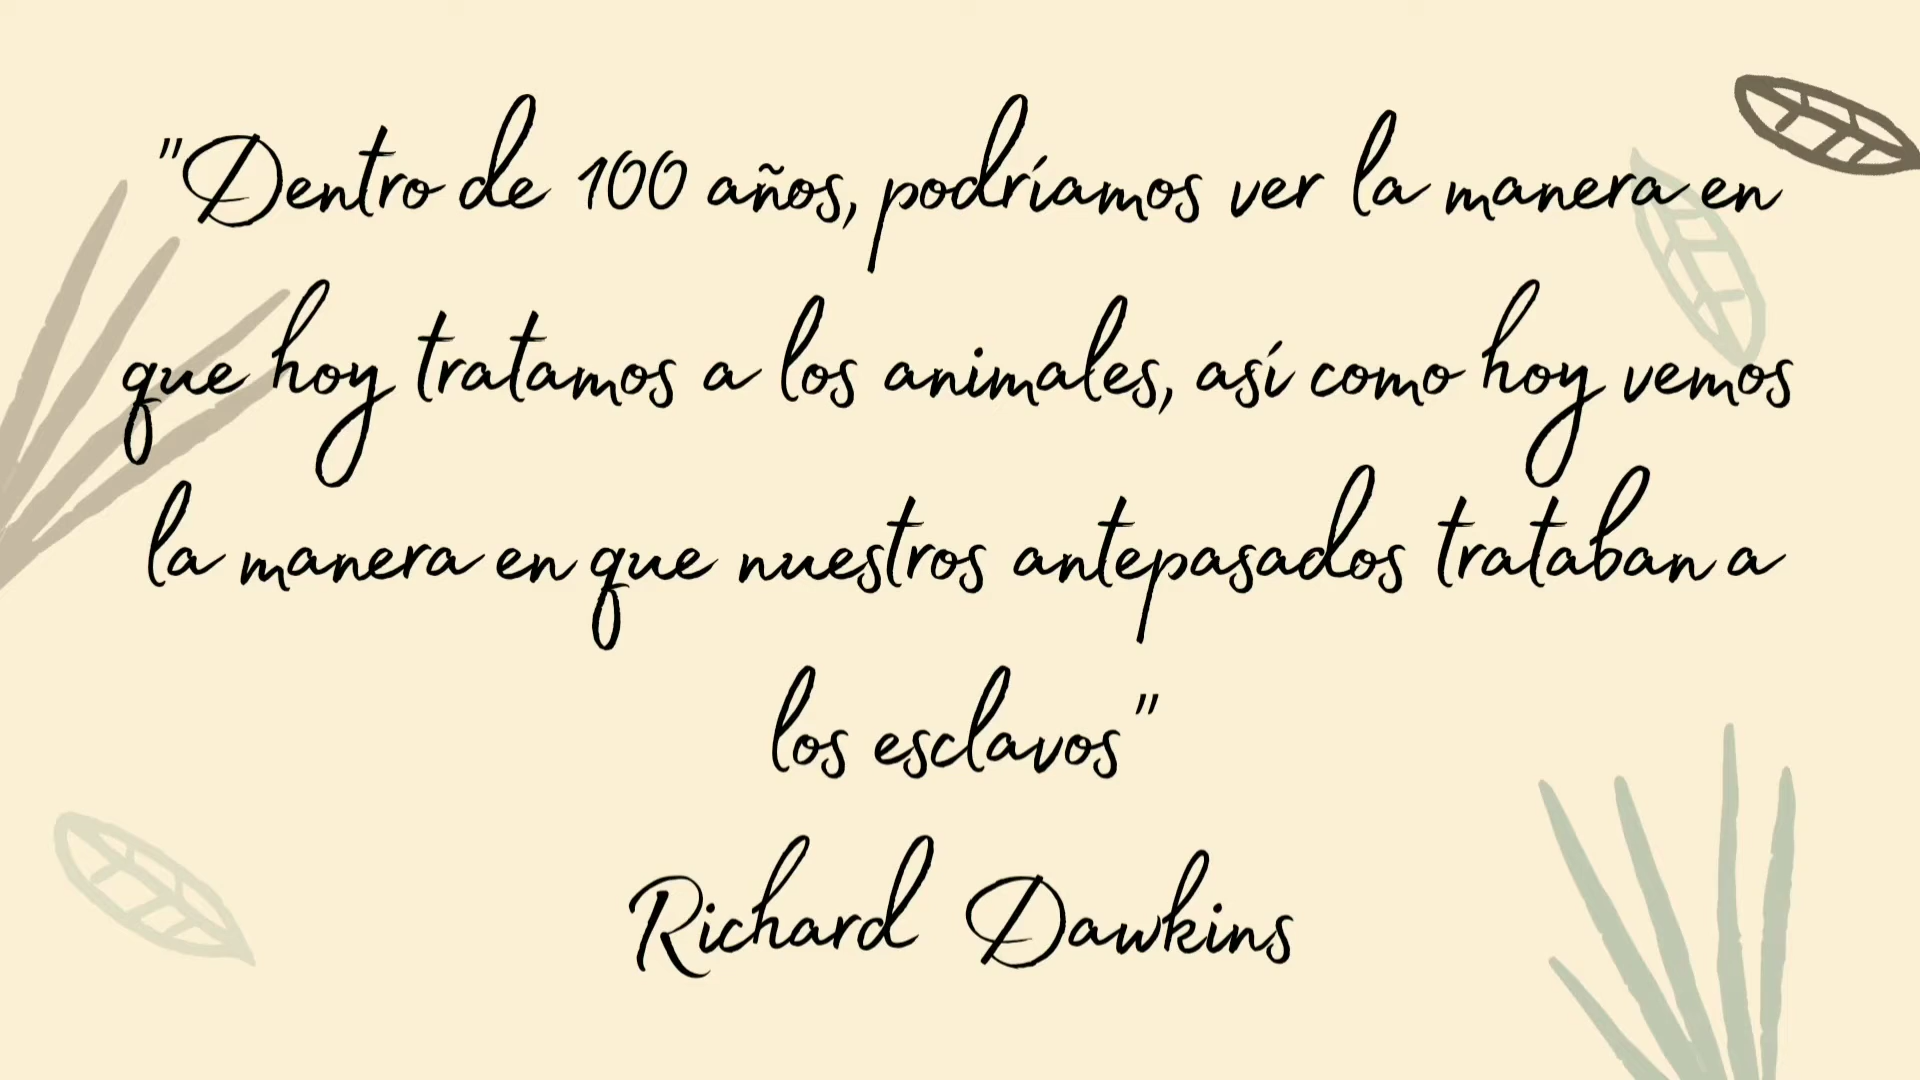 "Dentro de 100 años, podríamos ver la manera en
que hoy tratamos a los animales, así como hoy vemos
la manera en que nuestros antepasados trataban a
los esclavos"
Richard Dawkins